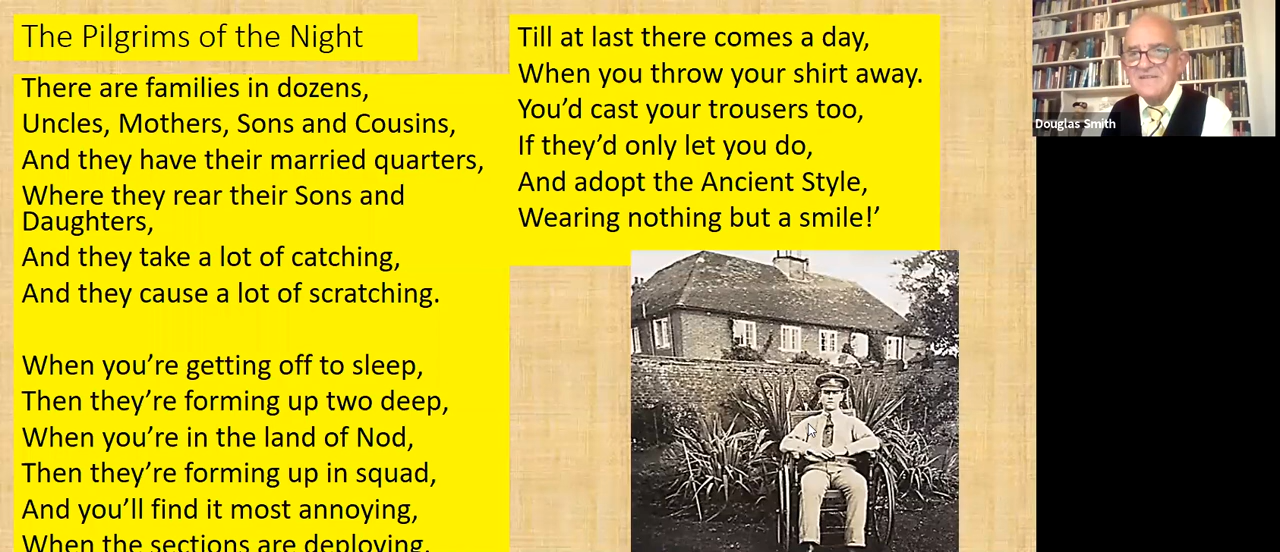 The Pilgrims of the Night
There are families in dozens,
Uncles, Mothers, Sons and Cousins,
And they have their married quarters,
Where they rear their Sons and
Daughters,
And they take a lot of catching,
And they cause a lot of scratching.
When you’re getting off to sleep,
Then they’re forming up two deep,
When you’re in the land of Nod,
Then they’re forming up in squad,
And you’ll find it most annoying,
When the sections are deploying.
Till at last there comes a day,
When you throw your shirt away.
You’d cast your trousers too,
If they’d only let you do,
And adopt the Ancient Style,
Wearing nothing but a smile!’
Douglas Smith